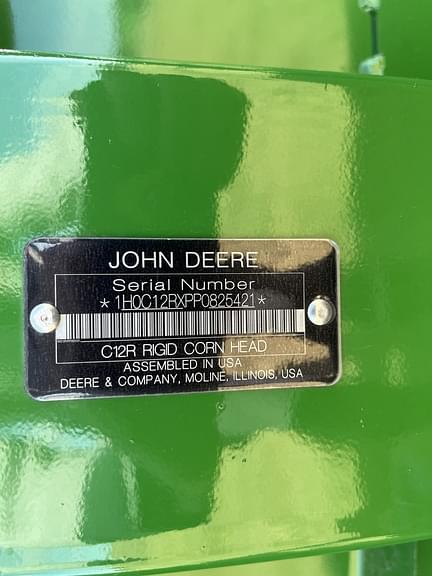 JOHN DEERE
Serial Number
*1H0C12RXPP0825421*
C12R RIGID CORN HEAD
ASSEMBLED IN USA
DEERE & COMPANY, MOLINE, ILLINOIS, USA